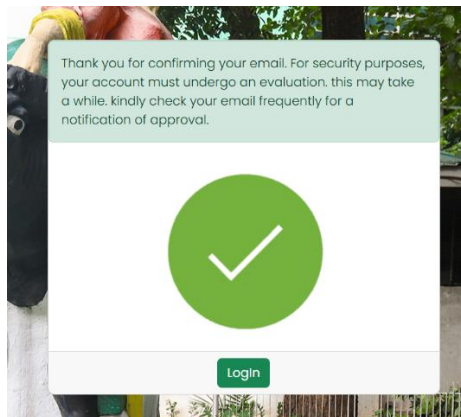 Thank you for confirming your email. For security purposes,
your account must undergo an evaluation. this may take
a while. kindly check your email frequently for a
notification of approval.
LogIn